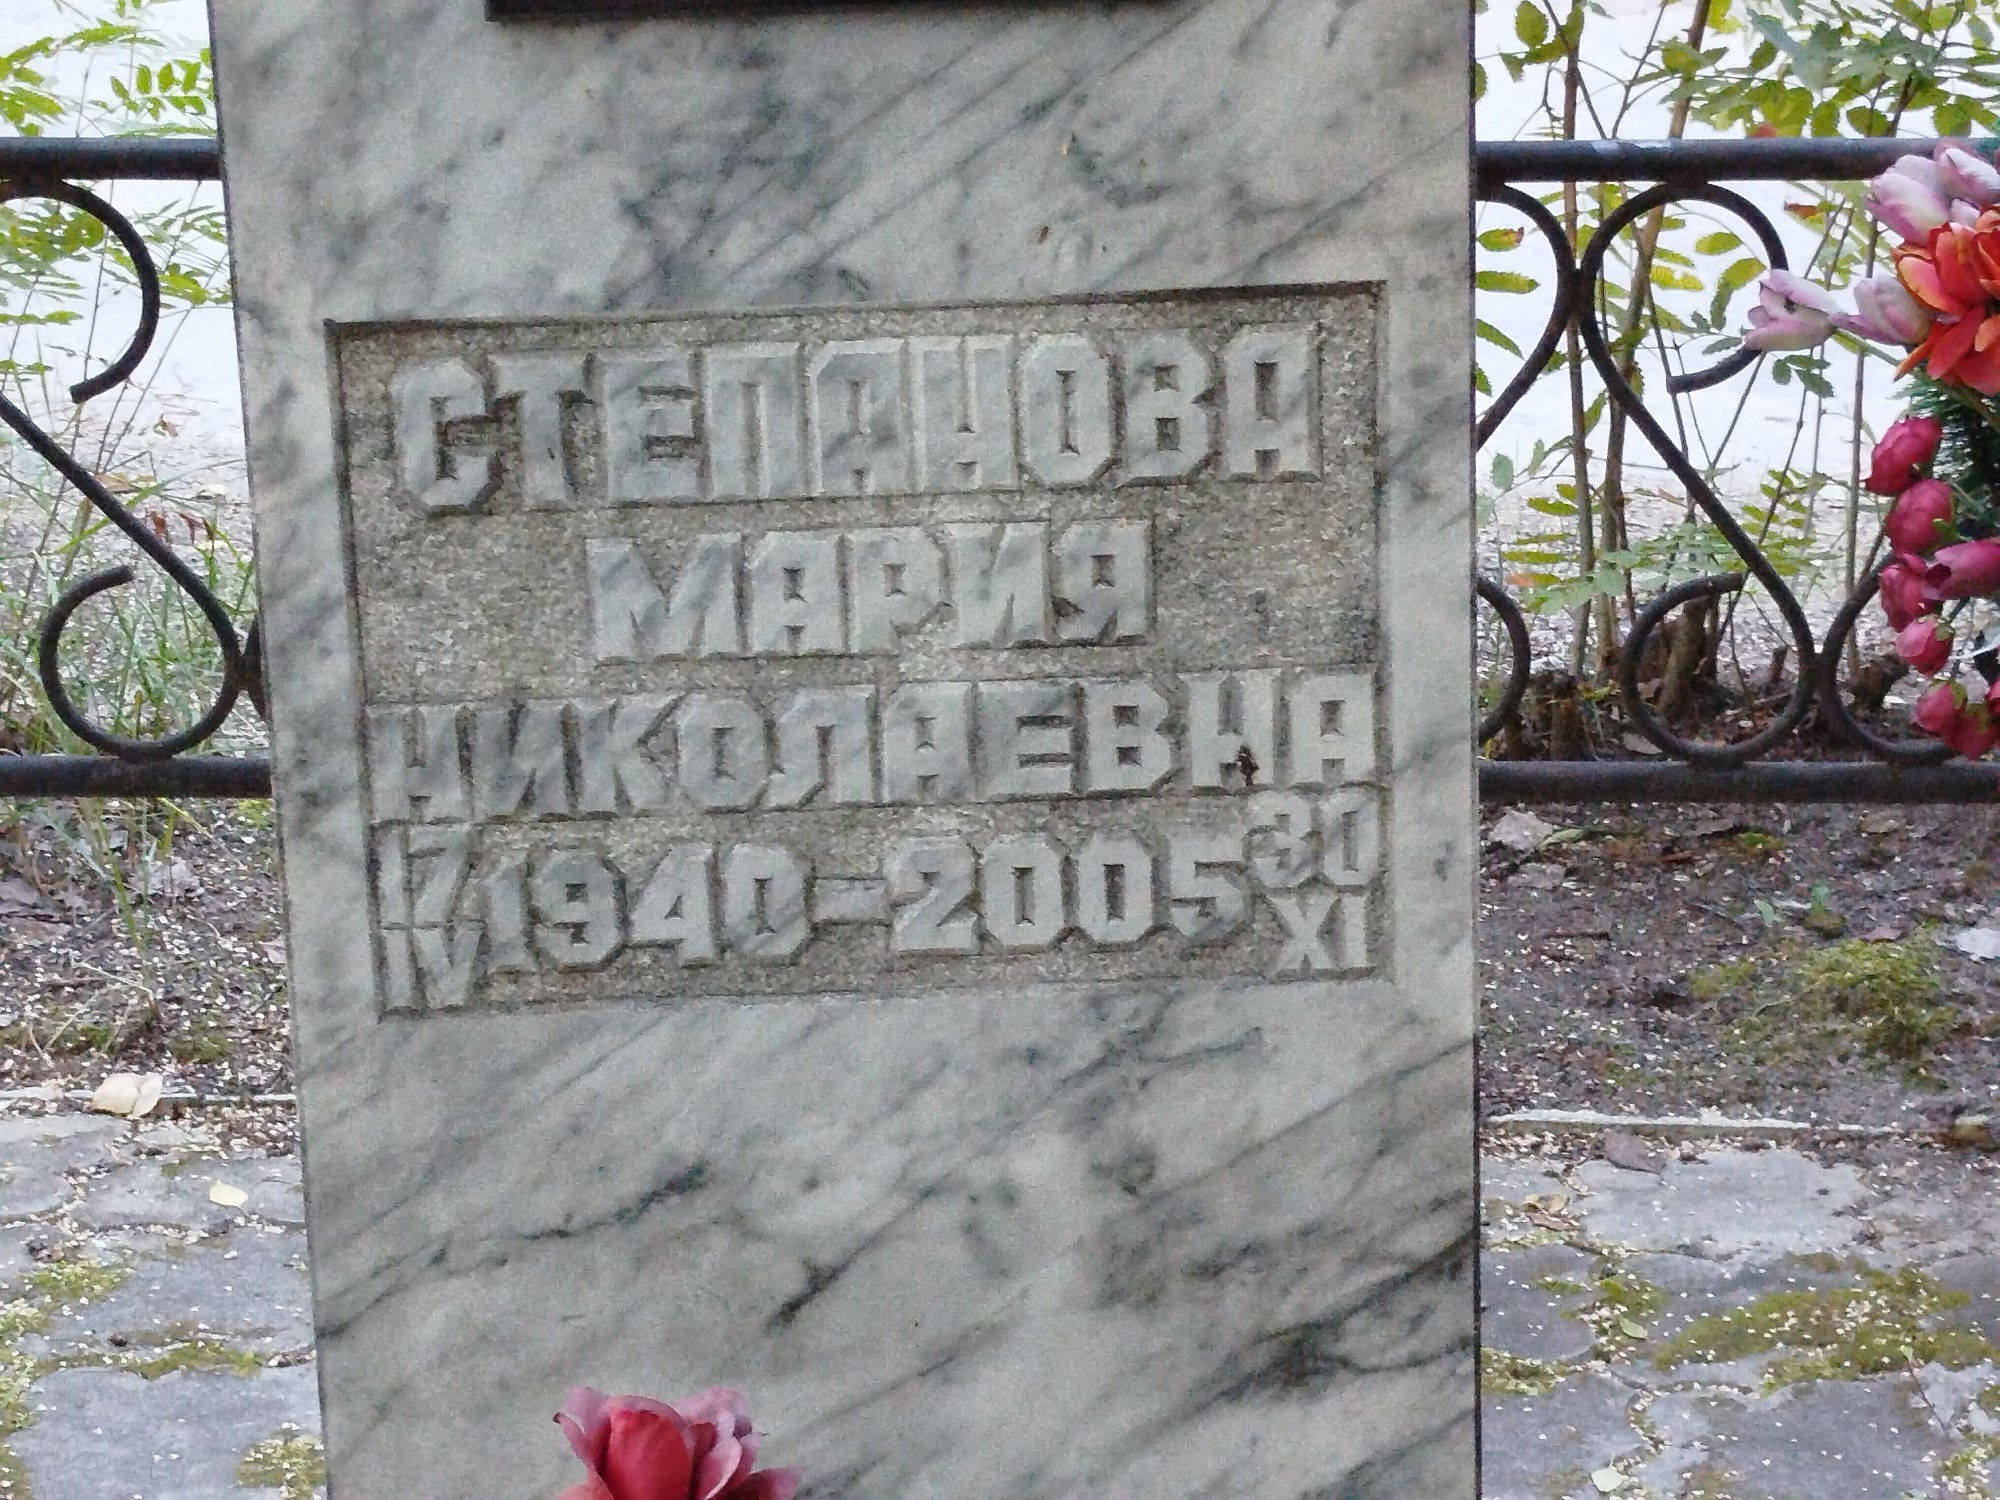 СТЕПАНОВА
МАРИЯ
НИКОЛАЕВНА
17 IV 1940-2005 30 XI